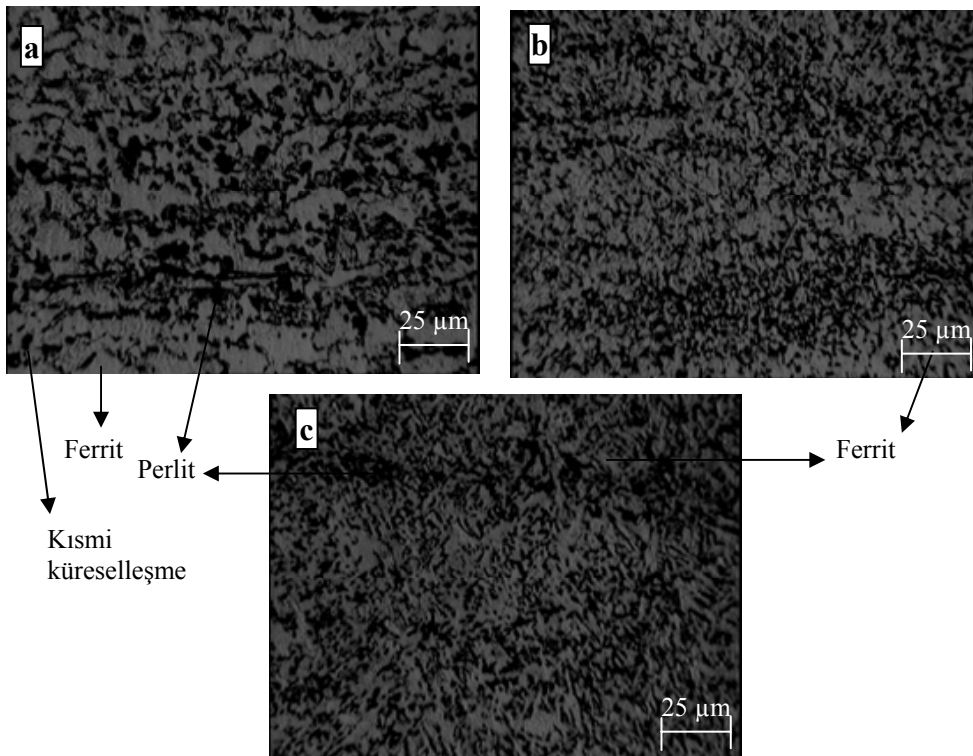 a
b
25 µm
25 µm
c
Ferrit
Perlit
Ferrit
Kısmi
küreselleşme
25 µm